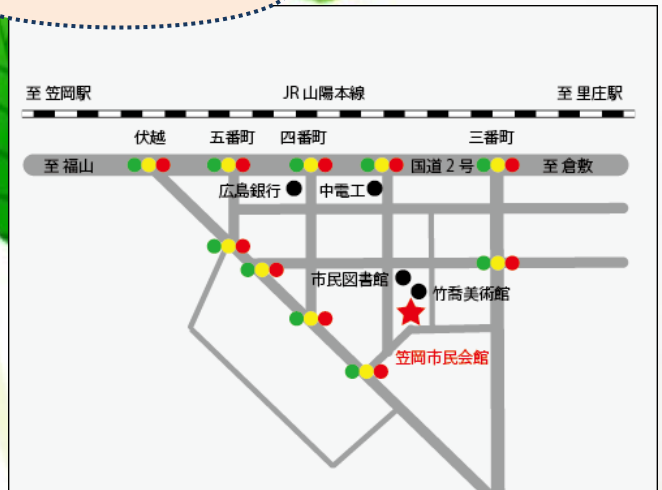 至 笠岡駅 JR 山陽本線 至 里庄駅
伏越 五番町 四番町 三番町
至 福山 国道 2 号 至 倉敷
広島銀行 中電工
市民図書館
竹喬美術館
笠岡市民会館